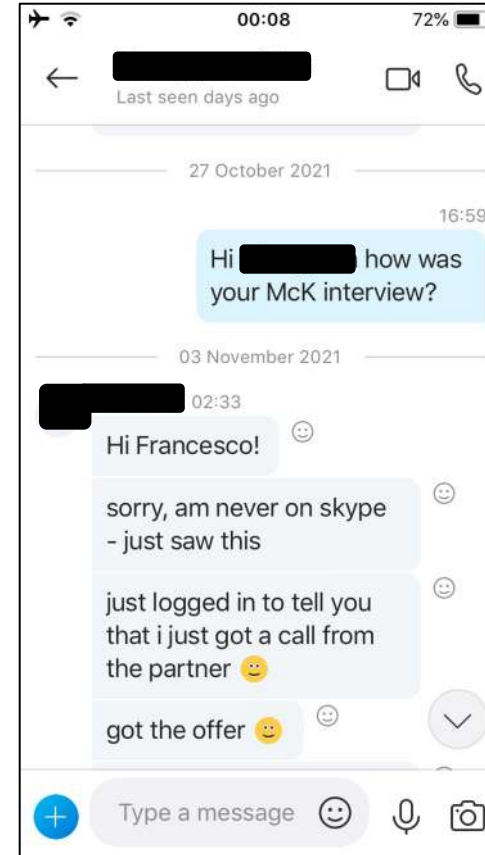 00:08
72%
Last seen days ago
27 October 2021
16:59
Hi how was
your McK interview?
03 November 2021
02:33
Hi Francesco!
sorry, am never on skype
- just saw this
just logged in to tell you
that i just got a call from
the partner 🙂
got the offer 🙂
Type a message